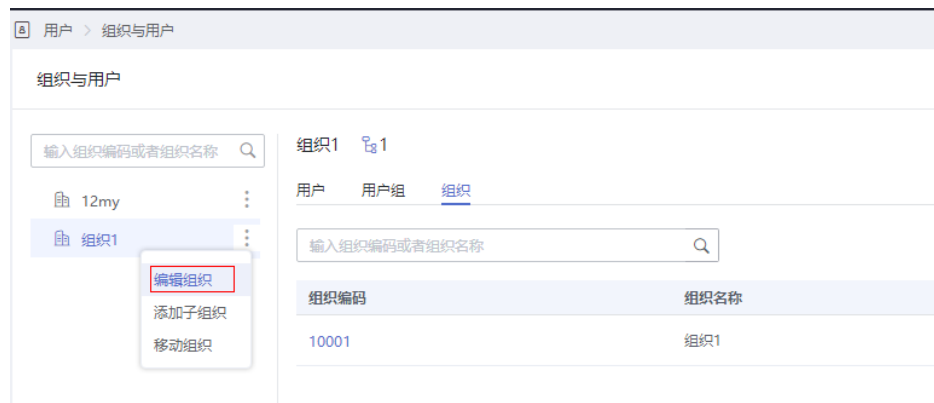 用户 > 组织与用户
组织与用户
输入组织编码或者组织名称
12my
组织1
编辑组织
添加子组织
移动组织
组织1 1
用户 用户组 组织
输入组织编码或者组织名称
组织编码 组织名称
10001 组织1